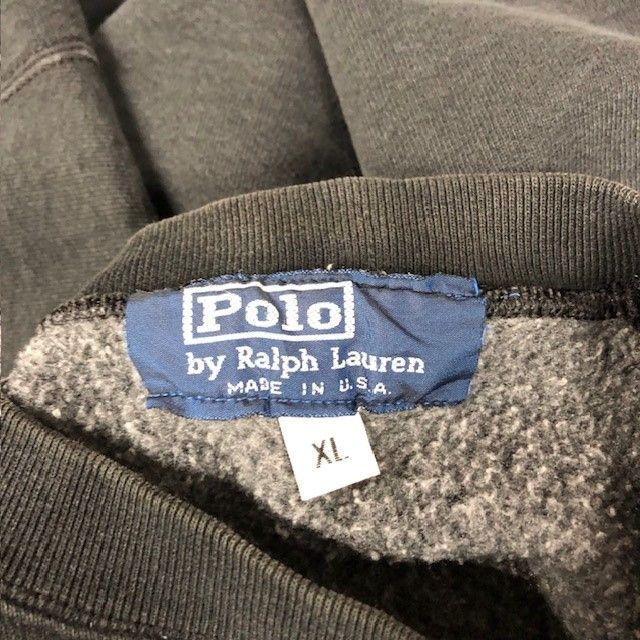 Polo
by Ralph Lauren
MADE IN U.S.A.
XL